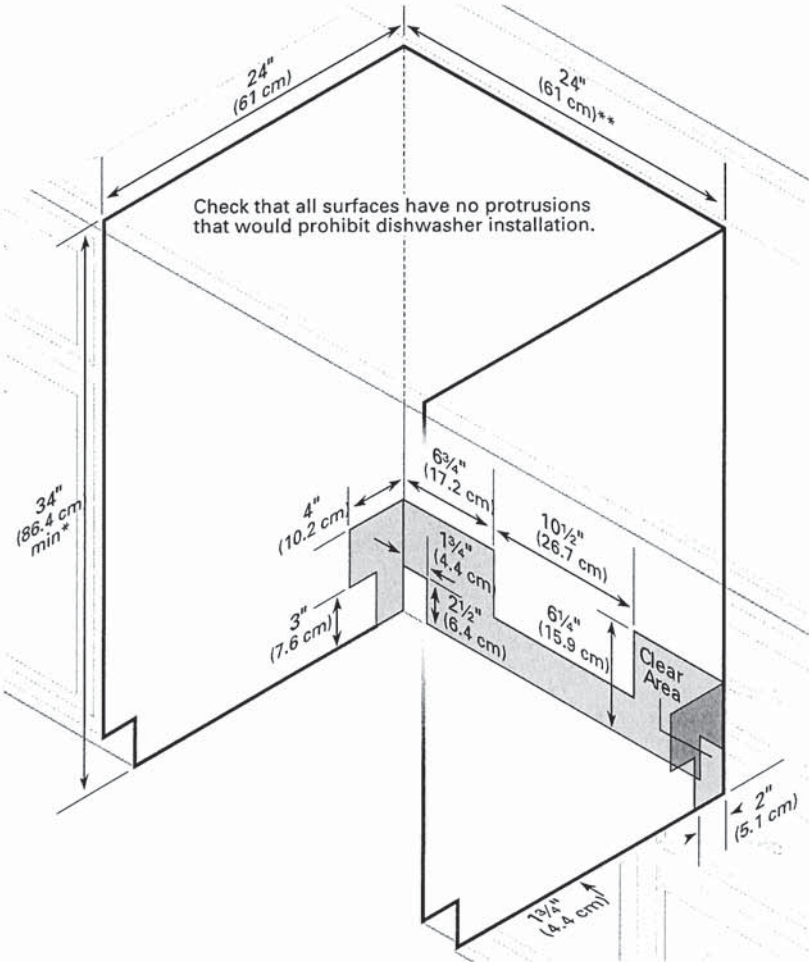 24"
(61 cm)
24"
(61 cm)**
Check that all surfaces have no protrusions
that would prohibit dishwasher installation.
34"
(86.4 cm)
min*
4"
(10.2 cm)
6¾"
(17.2 cm)
10½"
(26.7 cm)
1¾"
(4.4 cm)
3"
(7.6 cm)
2½"
(6.4 cm)
6¼"
(15.9 cm)
Clear
Area
2"
(5.1 cm)
1¾"
(4.4 cm)